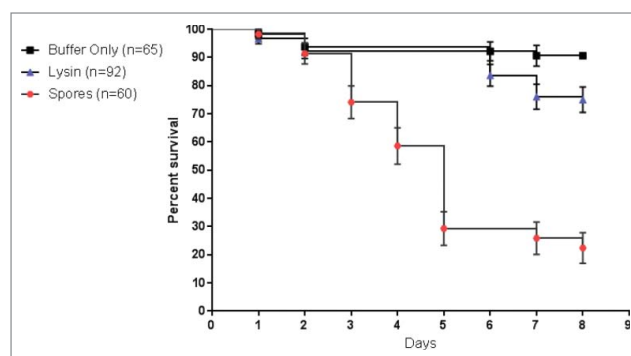 Buffer Only (n=65)
Lysin (n=92)
Spores (n=60)
Percent survival
100
90
80
70
60
50
40
30
20
10
0
0 1 2 3 4 5 6 7 8 9
Days